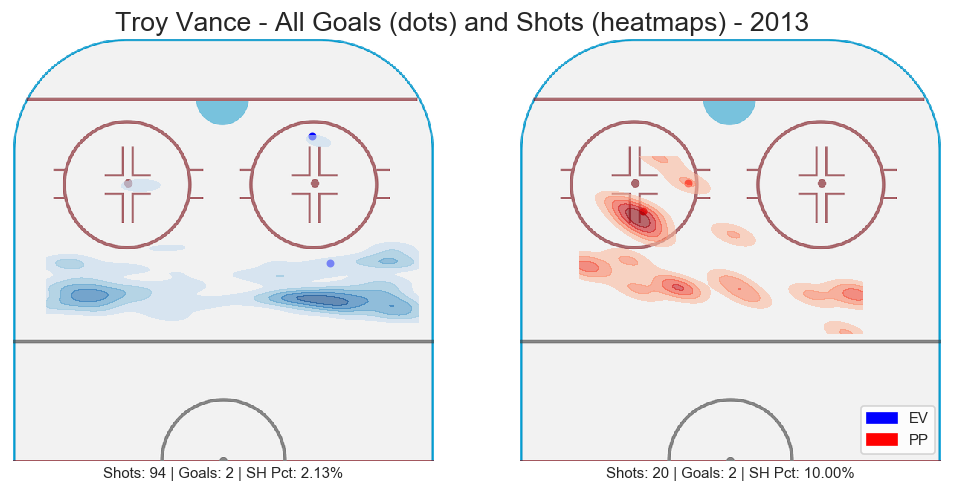 Troy Vance - All Goals (dots) and Shots (heatmaps) - 2013
EV
PP
Shots: 94 | Goals: 2 | SH Pct: 2.13%
Shots: 20 | Goals: 2 | SH Pct: 10.00%